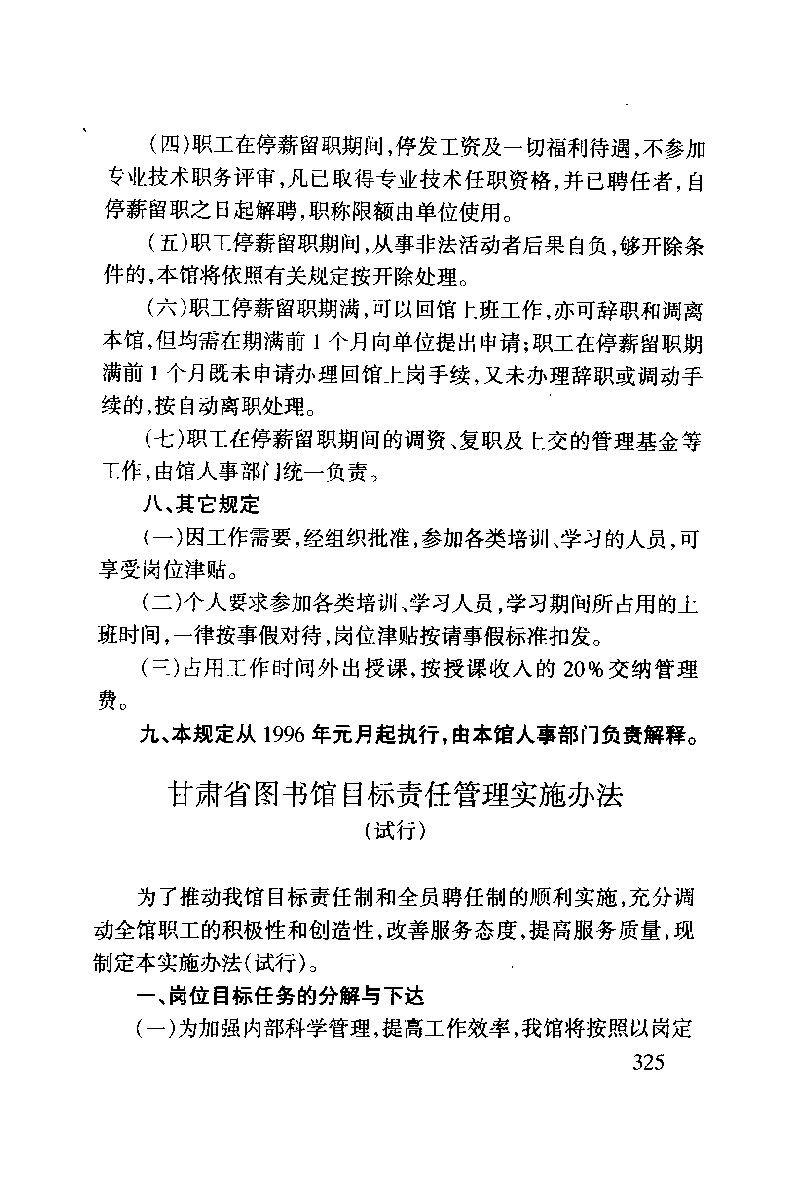 (四)职工在停薪留职期间,停发工资及一切福利待遇,不参加
专业技术职务评审,凡已取得专业技术任职资格,并已聘任者,自
停薪留职之日起解聘,职称限额由单位使用。
(五)职工停薪留职期间,从事非法活动者后果自负,够开除条
件的,本馆将依照有关规定按开除处理。
(六)职工停薪留职期满,可以回馆上班工作,亦可辞职和调离
本馆,但均需在期满前 1 个月向单位提出申请;职工在停薪留职期
满前 1 个月既未申请办理回馆上岗手续,又未办理辞职或调动手
续的,按自动离职处理。
(七)职工在停薪留职期间的调资、复职及上交的管理基金等
工作,由馆人事部门统一负责。
八、其它规定
(一)因工作需要,经组织批准,参加各类培训、学习的人员,可
享受岗位津贴。
(二)个人要求参加各类培训、学习人员,学习期间所占用的上
班时间,一律按事假对待,岗位津贴按请事假标准扣发。
(三)占用工作时间外出授课,按授课收入的 20% 交纳管理
费。
九、本规定从 1996 年元月起执行,由本馆人事部门负责解释。
甘肃省图书馆目标责任管理实施办法
(试行)
为了推动我馆目标责任制和全员聘任制的顺利实施,充分调
动全馆职工的积极性和创造性,改善服务态度,提高服务质量,现
制定本实施办法(试行)。
一、岗位目标任务的分解与下达
(一)为加强内部科学管理,提高工作效率,我馆将按照以岗定
325